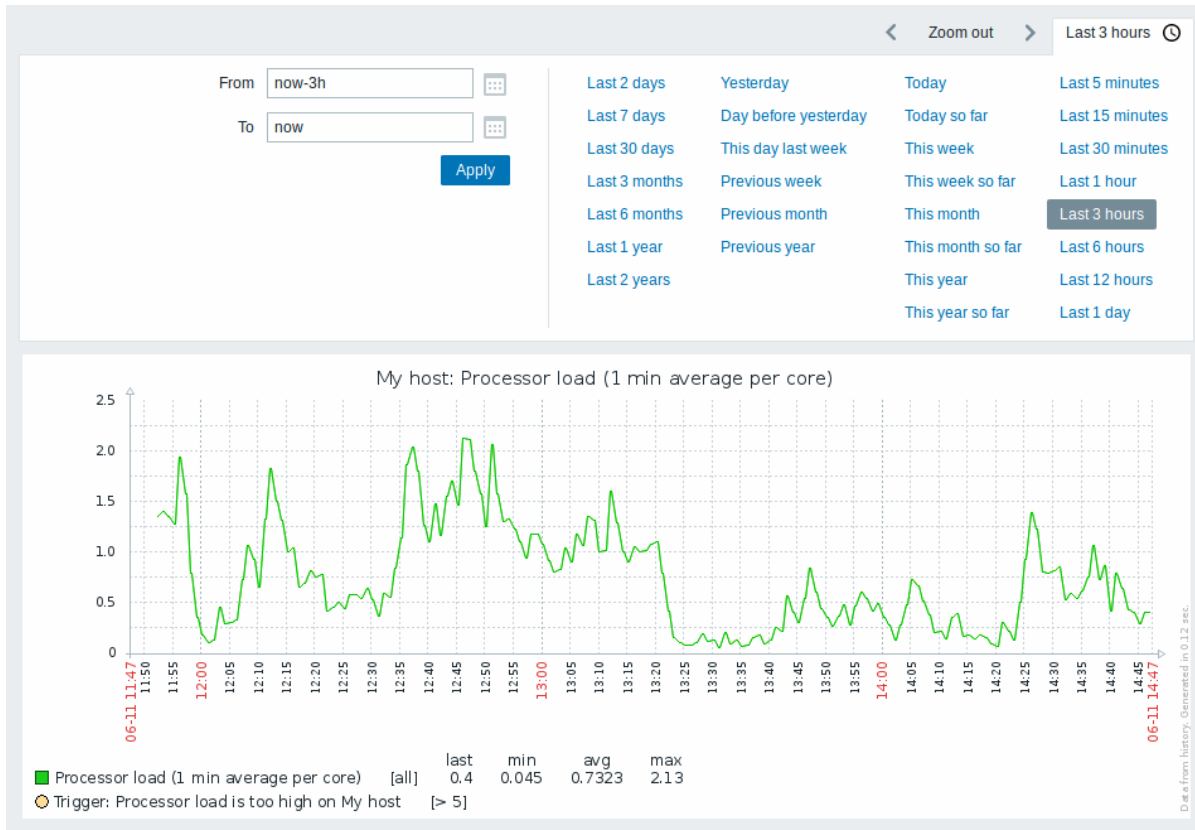 Zoom out Last 3 hours
From now-3h
To now
Apply
Last 2 days Yesterday Today Last 5 minutes
Last 7 days Day before yesterday Today so far Last 15 minutes
Last 30 days This day last week This week Last 30 minutes
Last 3 months Previous week This week so far Last 1 hour
Last 6 months Previous month This month Last 3 hours
Last 1 year Previous year This month so far Last 6 hours
Last 2 years This year Last 12 hours
This year so far Last 1 day
My host: Processor load (1 min average per core)
2.5
2.0
1.5
1.0
0.5
0
06-11 11:47
11:50
11:55
12:00
12:05
12:10
12:15
12:20
12:25
12:30
12:35
12:40
12:45
12:50
12:55
13:00
13:05
13:10
13:15
13:20
13:25
13:30
13:35
13:40
13:45
13:50
13:55
14:00
14:05
14:10
14:15
14:20
14:25
14:30
14:35
14:40
14:45
06-11 14:47
last min avg max
Processor load (1 min average per core) [all] 0.4 0.045 0.7323 2.13
Trigger: Processor load is too high on My host [> 5]
Data from history. Generated in 0.12 sec.